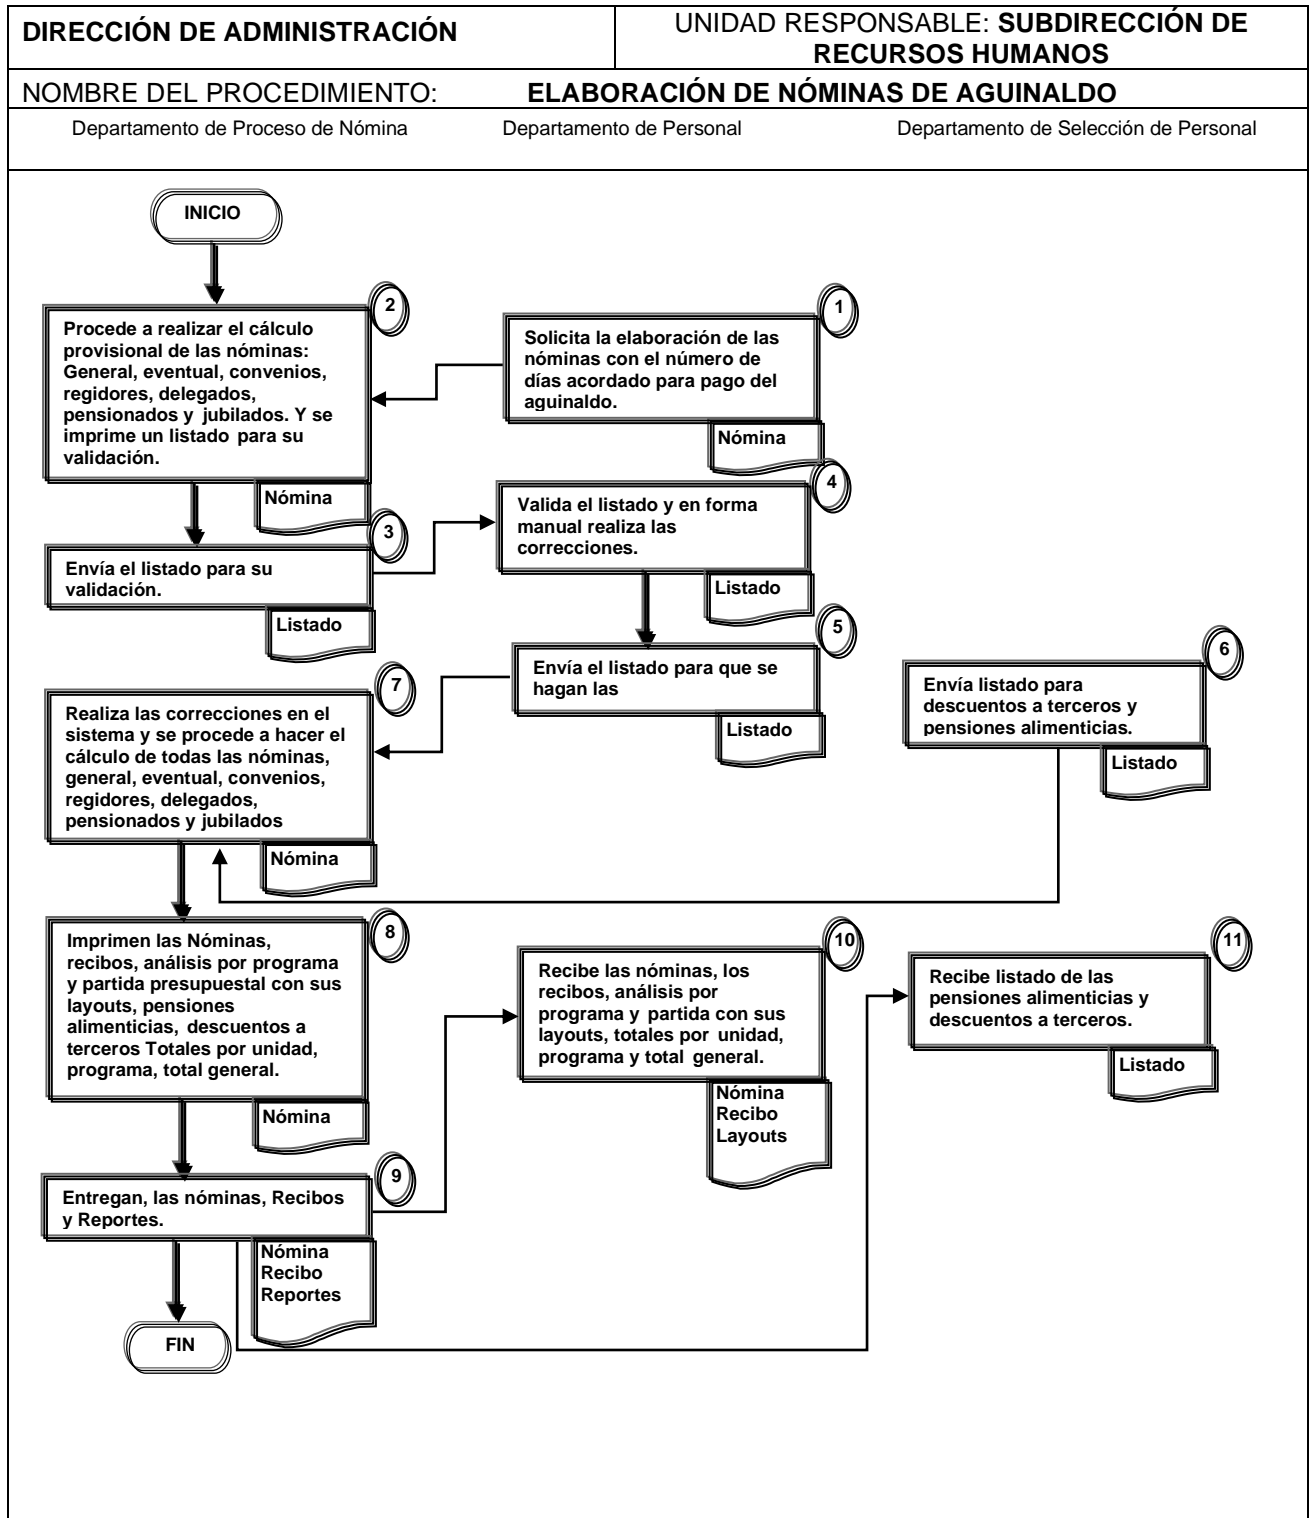 DIRECCIÓN DE ADMINISTRACIÓN
UNIDAD RESPONSABLE: SUBDIRECCIÓN DE
RECURSOS HUMANOS
NOMBRE DEL PROCEDIMIENTO: ELABORACIÓN DE NÓMINAS DE AGUINALDO
Departamento de Proceso de Nómina
Departamento de Personal
Departamento de Selección de Personal
INICIO
2
Procede a realizar el cálculo
provisional de las nóminas:
General, eventual, convenios,
regidores, delegados,
pensionados y jubilados. Y se
imprime un listado para su
validación.
Nómina
1
Solicita la elaboración de las
nóminas con el número de
días acordado para pago del
aguinaldo.
Nómina
3
Envía el listado para su
validación.
Listado
4
Valida el listado y en forma
manual realiza las
correcciones.
Listado
5
Envía el listado para que se
hagan las
Listado
6
Envía listado para
descuentos a terceros y
pensiones alimenticias.
Listado
7
Realiza las correcciones en el
sistema y se procede a hacer el
cálculo de todas las nóminas,
general, eventual, convenios,
regidores, delegados,
pensionados y jubilados
Nómina
8
Imprimen las Nóminas,
recibos, análisis por programa
y partida presupuestal con sus
layouts, pensiones
alimenticias, descuentos a
terceros Totales por unidad,
programa, total general.
Nómina
10
Recibe las nóminas, los
recibos, análisis por
programa y partida con sus
layouts, totales por unidad,
programa y total general.
Nómina
Recibo
Layouts
11
Recibe listado de las
pensiones alimenticias y
descuentos a terceros.
Listado
9
Entregan, las nóminas, Recibos
y Reportes.
Nómina
Recibo
Reportes
FIN